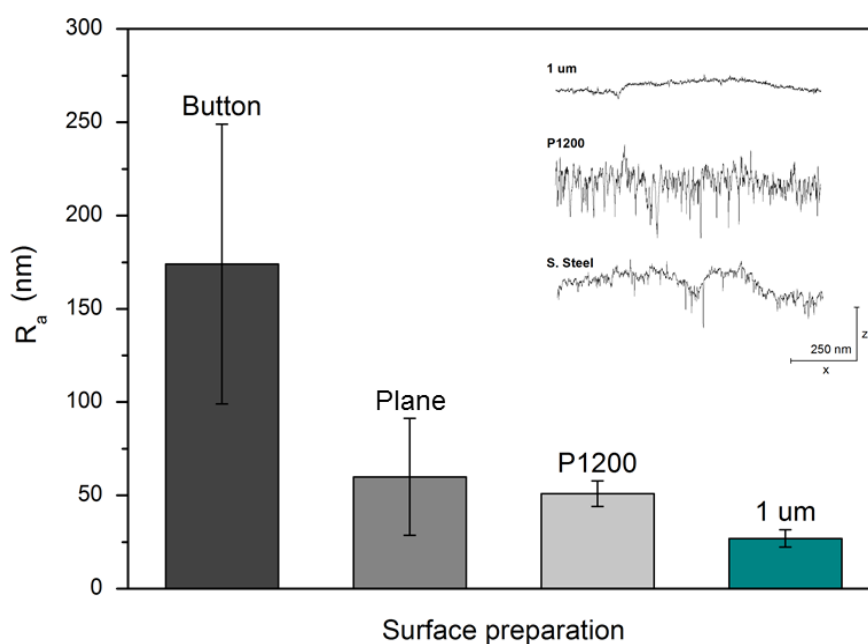 300
250
200
150
100
50
0
R_a (nm)
Button
Plane
P1200
1 um
Surface preparation
1 um
P1200
S. Steel
z
250 nm
x